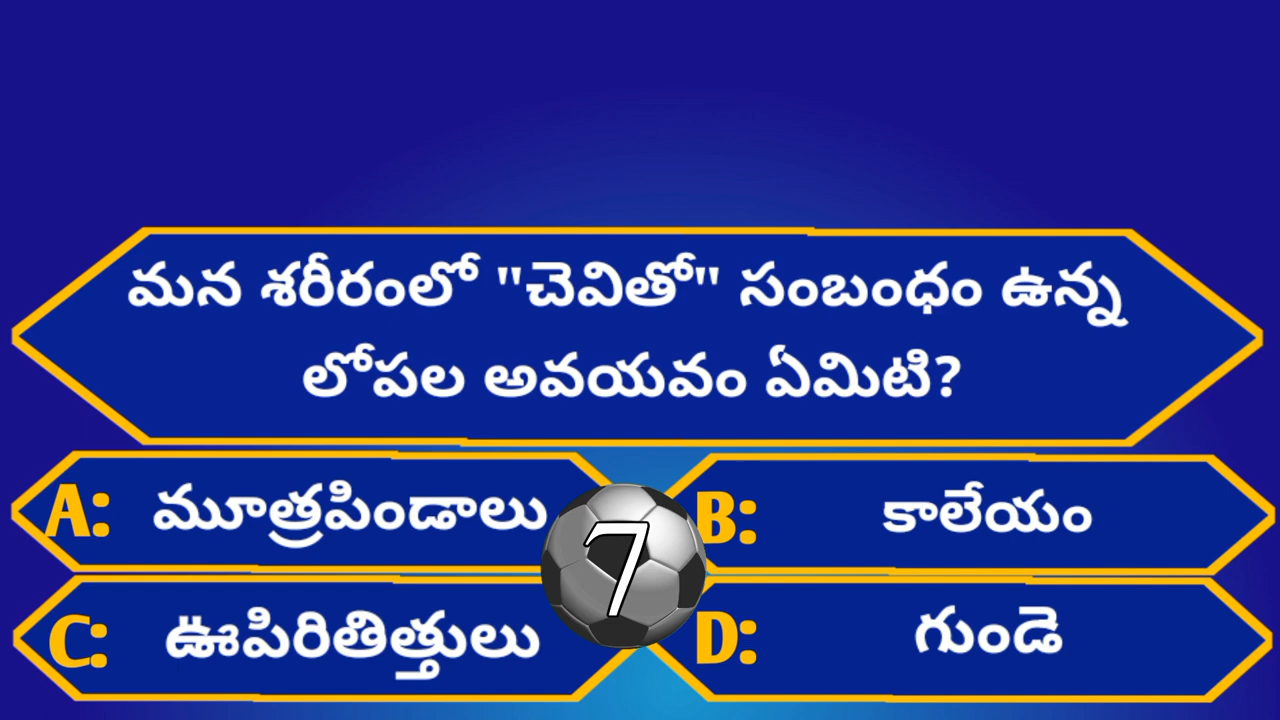 మన శరీరంలో "చెవితో" సంబంధం ఉన్న
లోపల అవయవం ఏమిటి?
A: మూత్రపిండాలు
B: కాలేయం
7
C: ఊపిరితిత్తులు
D: గుండె